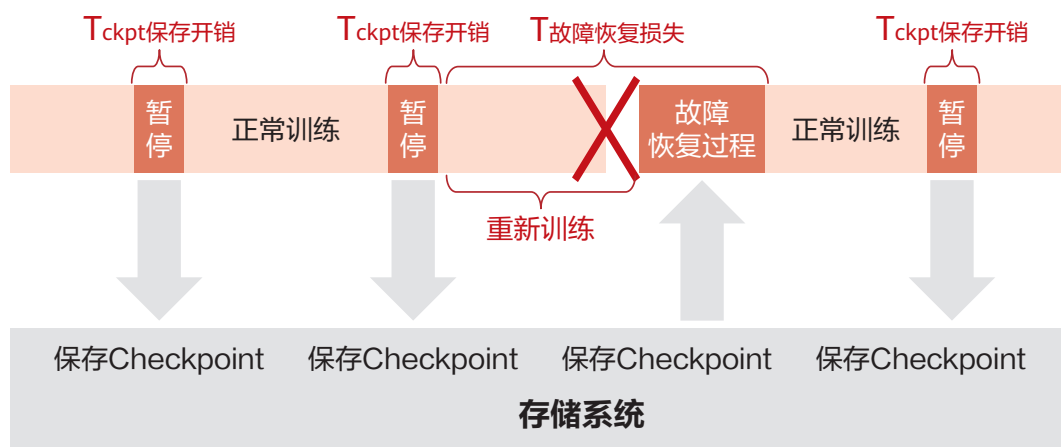 Tckpt保存开销
Tckpt保存开销
T故障恢复损失
Tckpt保存开销
暂
停
正常训练
暂
停
故障
恢复过程
正常训练
暂
停
重新训练
保存Checkpoint
保存Checkpoint
保存Checkpoint
保存Checkpoint
存储系统